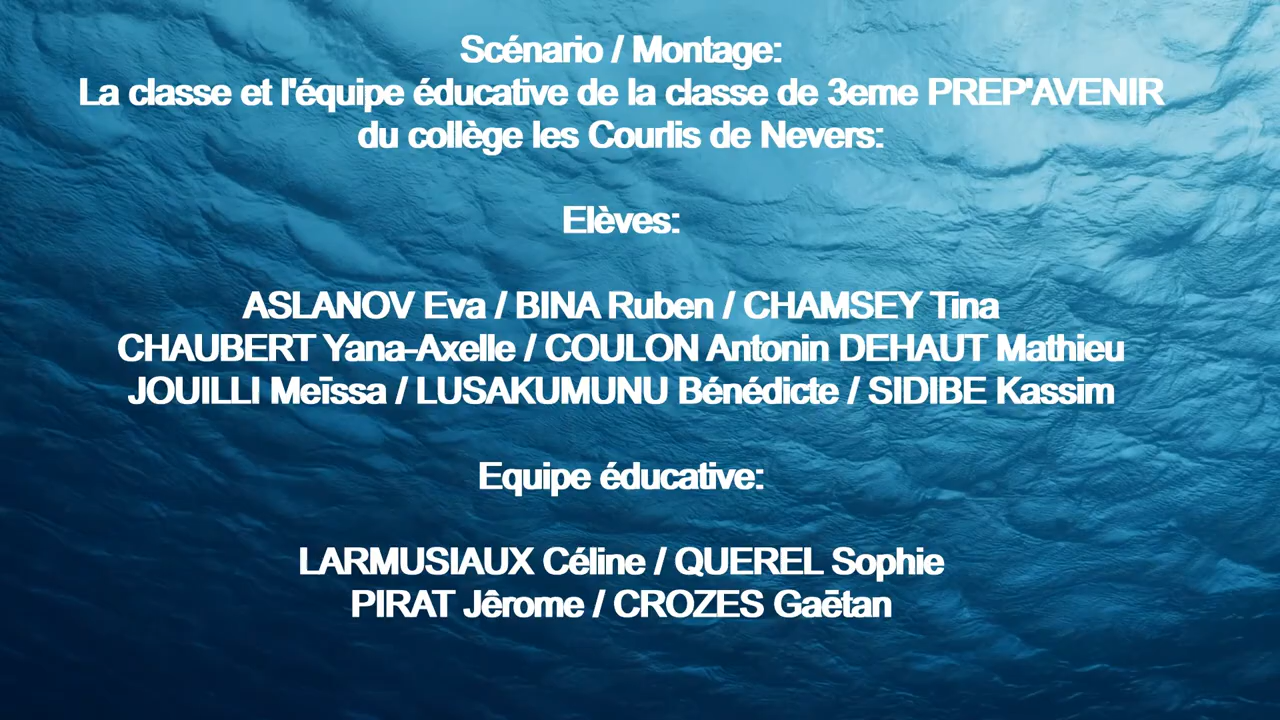 Scénario / Montage:
La classe et l'équipe éducative de la classe de 3eme PREP'AVENIR
du collège les Courlis de Nevers:
Elèves:
ASLANOV Eva / BINA Ruben / CHAMSEY Tina
CHAUBERT Yana-Axelle / COULON Antonin DEHAUT Mathieu
JOUILLI Meïssa / LUSAKUMUNU Bénédicte / SIDIBE Kassim
Equipe éducative:
LARMUSIAUX Céline / QUEREL Sophie
PIRAT Jêrome / CROZES Gaëtan